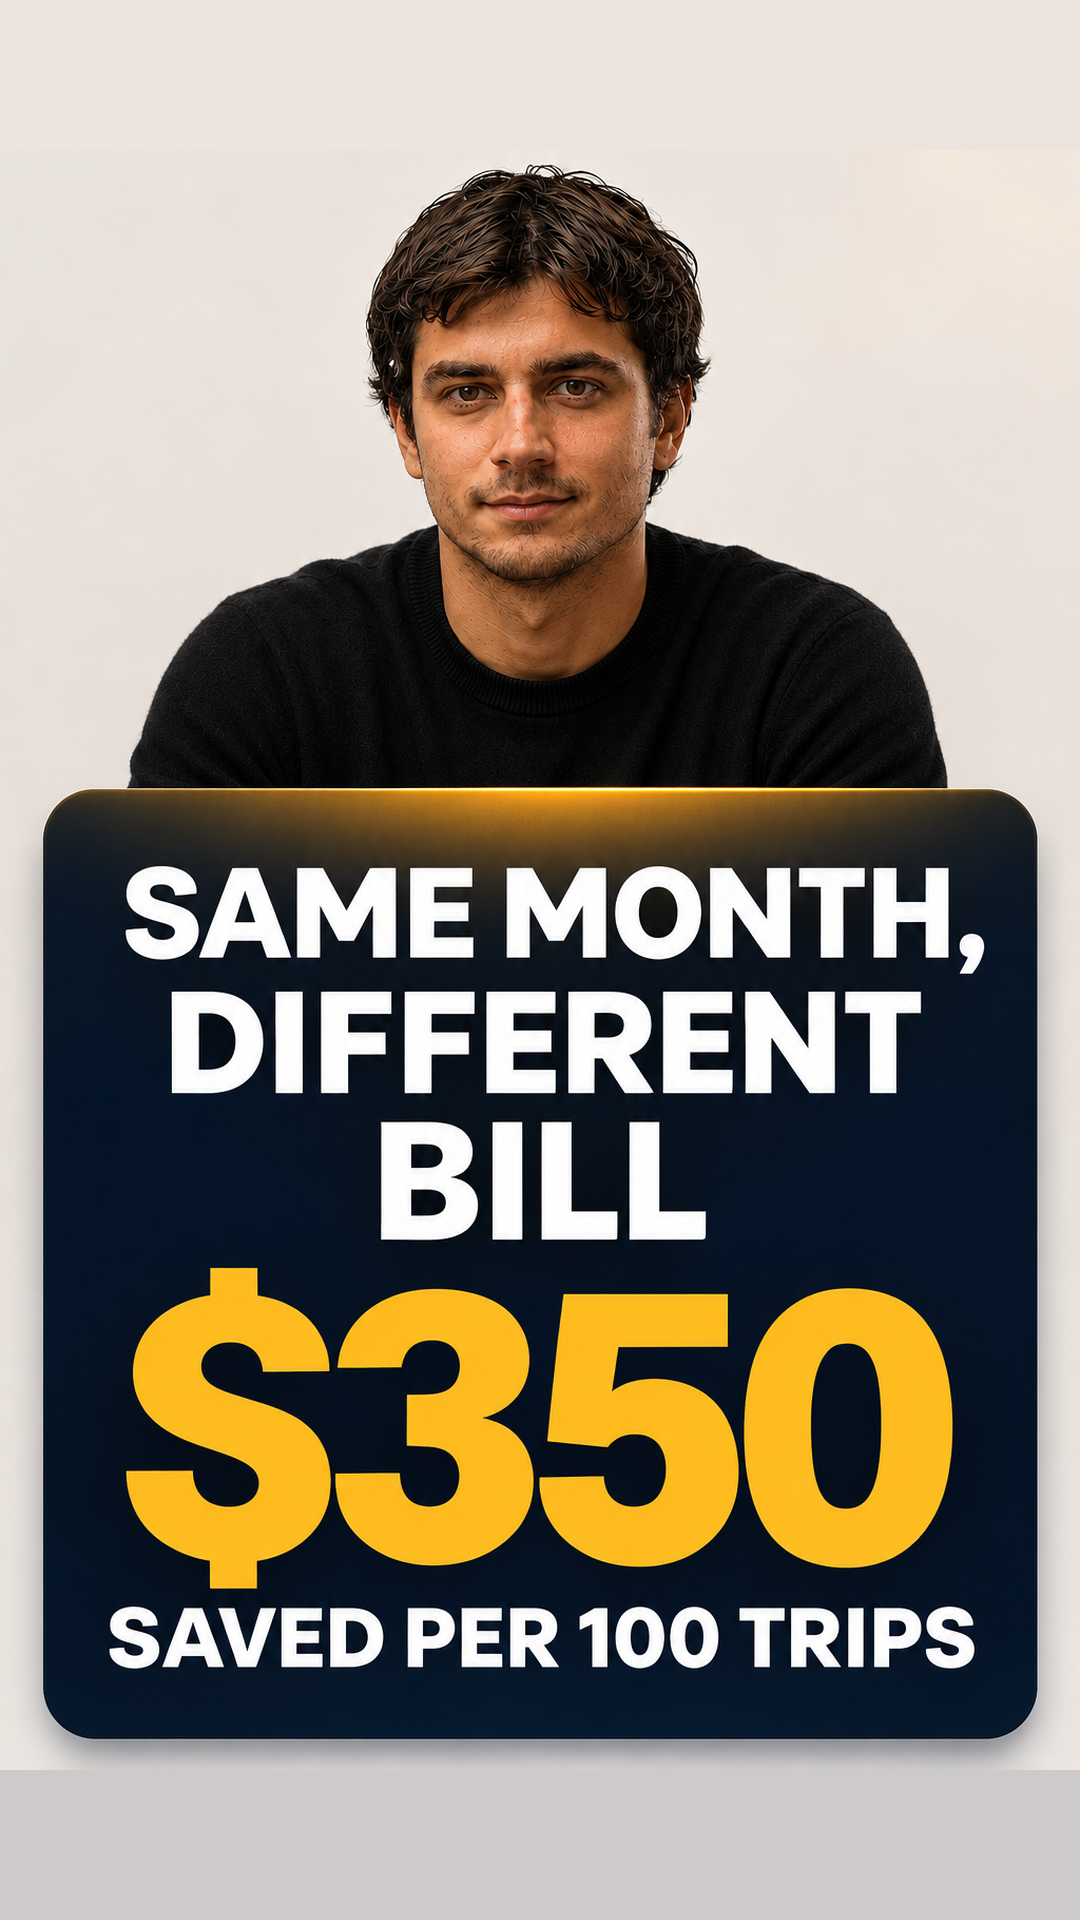 SAME MONTH,
DIFFERENT
BILL
$350
SAVED PER 100 TRIPS